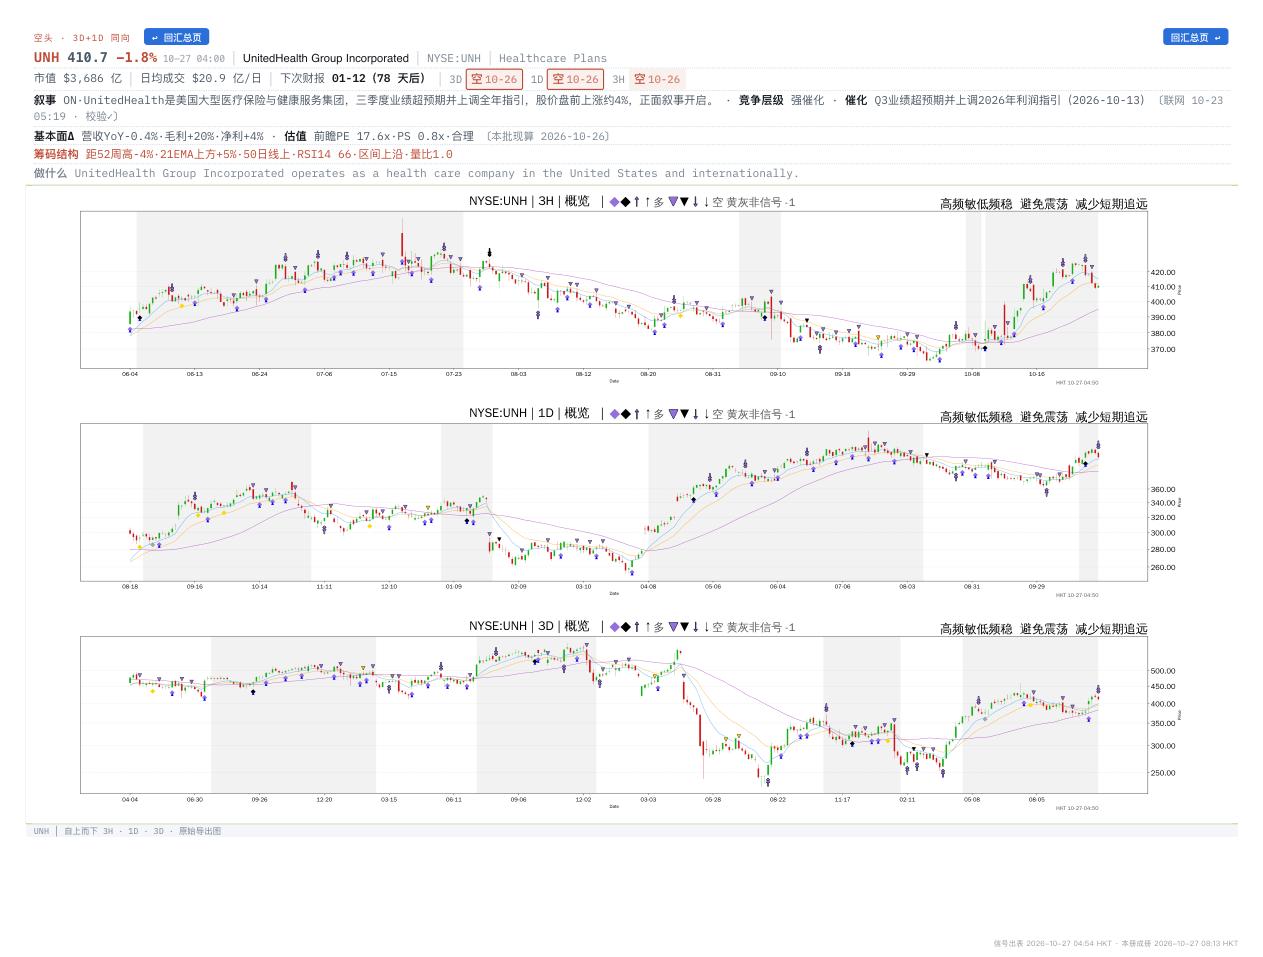 空头 · 3D+1D 同向 ↩ 回汇总页 回汇总页 ↩
UNH 410.7 −1.8% 10-27 04:00 | UnitedHealth Group Incorporated | NYSE:UNH | Healthcare Plans
市值 $3,686 亿 | 日均成交 $20.9 亿/日 | 下次财报 01-12 (78 天后) | 3D 空10-26 1D 空10-26 3H 空10-26
叙事 ON·UnitedHealth是美国大型医疗保险与健康服务集团，三季度业绩超预期并上调全年指引，股价盘前上涨约4%，正面叙事开启。 · 竞争层级 强催化 · 催化 Q3业绩超预期并上调2026年利润指引 (2026-10-13) 〔联网 10-23
05:19 · 校验✓〕
基本面Δ 营收YoY-0.4%·毛利+20%·净利+4% · 估值 前瞻PE 17.6x·PS 0.8x·合理 〔本批现算 2026-10-26〕
筹码结构 距52周高-4%·21EMA上方+5%·50日线上·RSI14 66·区间上沿·量比1.0
做什么 UnitedHealth Group Incorporated operates as a health care company in the United States and internationally.
NYSE:UNH | 3H | 概览 | ◆◆↑↑多 ▼▼↓↓空 黄灰非信号 -1 高频敏低频稳 避免震荡 减少短期追远
420.00
410.00
400.00
390.00
380.00
370.00
Price
06-04 06-13 06-24 07-06 07-15 07-23 08-03 08-12 08-20 08-31 09-10 09-18 09-29 10-08 10-16
Date
HKT 10-27-04:50
NYSE:UNH | 1D | 概览 | ◆◆↑↑多 ▼▼↓↓空 黄灰非信号 -1 高频敏低频稳 避免震荡 减少短期追远
360.00
340.00
320.00
300.00
280.00
260.00
Price
08-18 09-16 10-14 11-11 12-10 01-09 02-09 03-10 04-08 05-06 06-04 07-06 08-03 08-31 09-29
Date
HKT 10-27-04:50
NYSE:UNH | 3D | 概览 | ◆◆↑↑多 ▼▼↓↓空 黄灰非信号 -1 高频敏低频稳 避免震荡 减少短期追远
500.00
450.00
400.00
350.00
300.00
250.00
Price
04-04 06-30 09-26 12-20 03-15 06-11 09-06 12-02 03-03 05-28 08-22 11-17 02-11 05-08 08-05
Date
HKT 10-27-04:50
UNH | 自上而下 3H · 1D · 3D · 原始导出图
信号出表 2026-10-27 04:54 HKT · 本册成册 2026-10-27 08:13 HKT